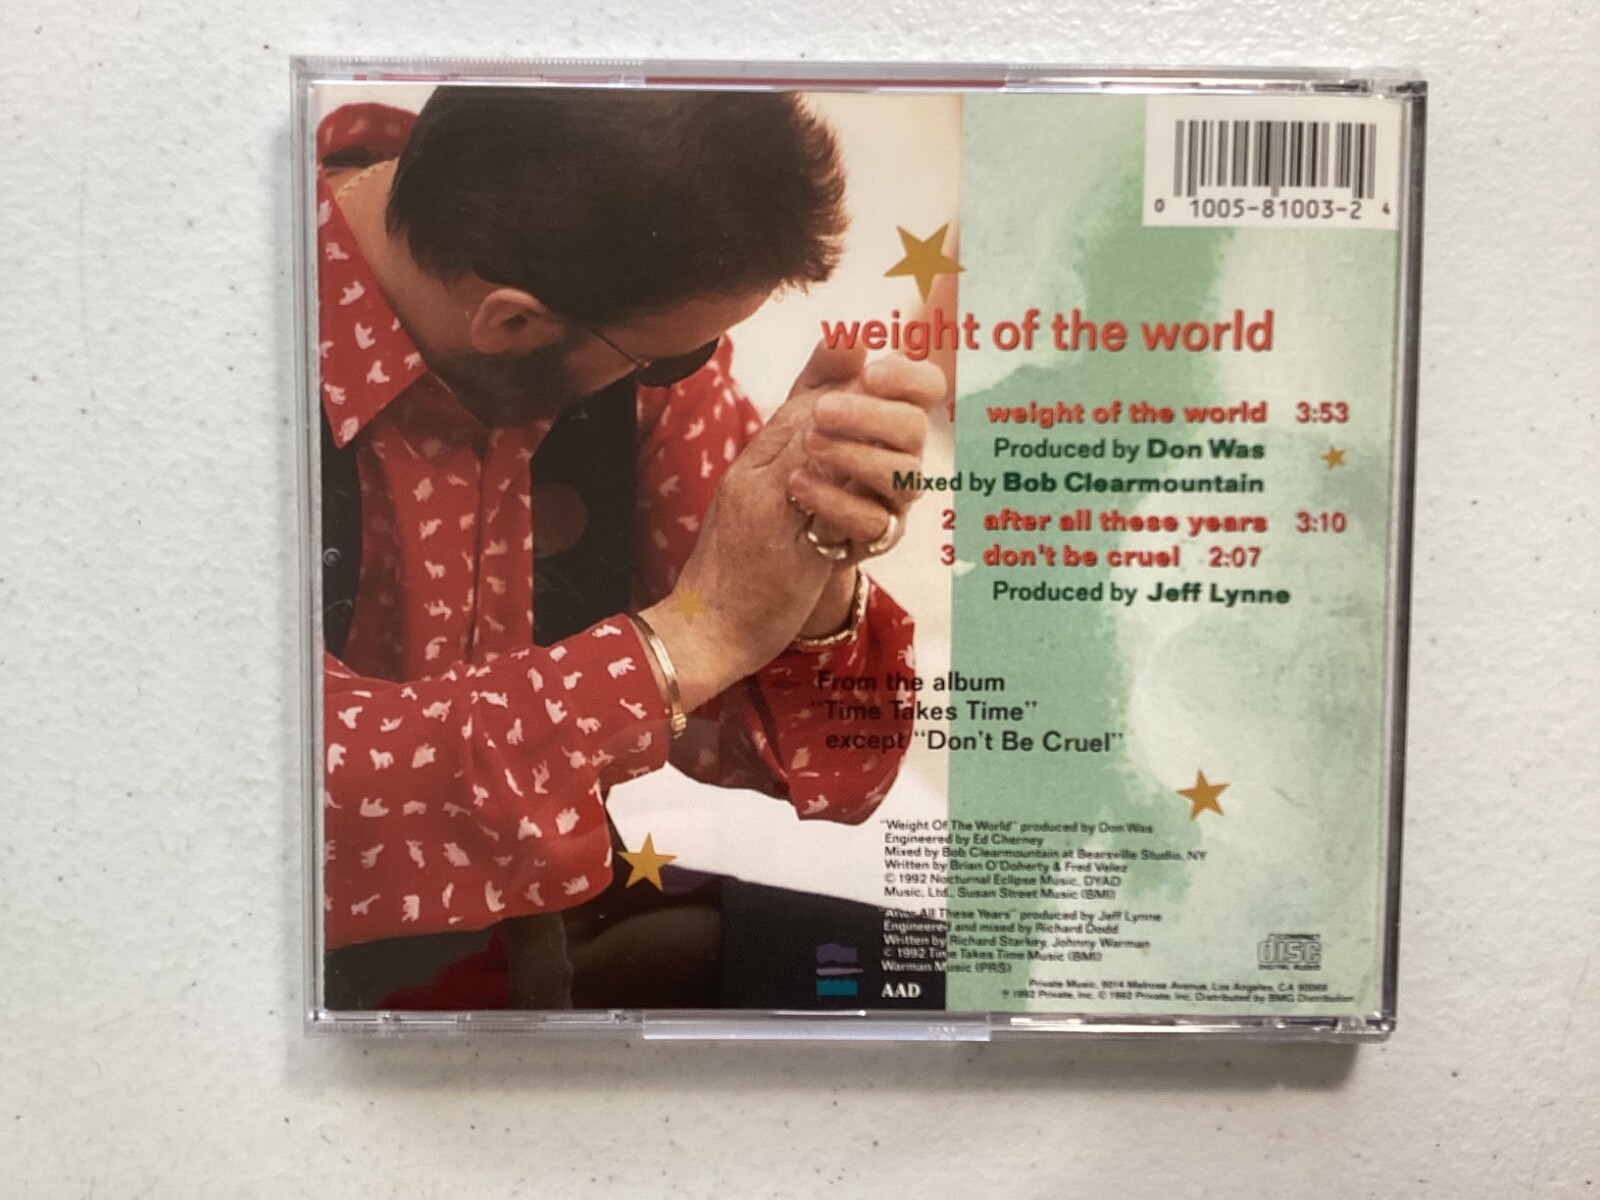 0 1005-81003-2 4
weight of the world
1 weight of the world 3:53
Produced by Don Was
Mixed by Bob Clearmountain
2 after all these years 3:10
3 don't be cruel 2:07
Produced by Jeff Lynne
From the album
"Time Takes Time"
except "Don't Be Cruel"
"Weight Of The World" produced by Don Was
Engineered by Ed Cherney
Mixed by Bob Clearmountain at Bearsville Studio, NY
Written by Brian O'Doherty & Fred Velez
© 1992 Nocturnal Eclipse Music, DYAD
Music, Ltd., Susan Street Music (BMI)
"After All These Years" produced by Jeff Lynne
Engineered and mixed by Richard Dodd
Written by Richard Starkey, Johnny Warman
© 1992 Time Takes Time Music (BMI)
Warman Music (PRS)
AAD
COMPACT
disc
DIGITAL AUDIO
Private Music, 9014 Melrose Avenue, Los Angeles, CA 90069
℗ 1992 Private, Inc. © 1992 Private, Inc. Distributed by BMG Distribution